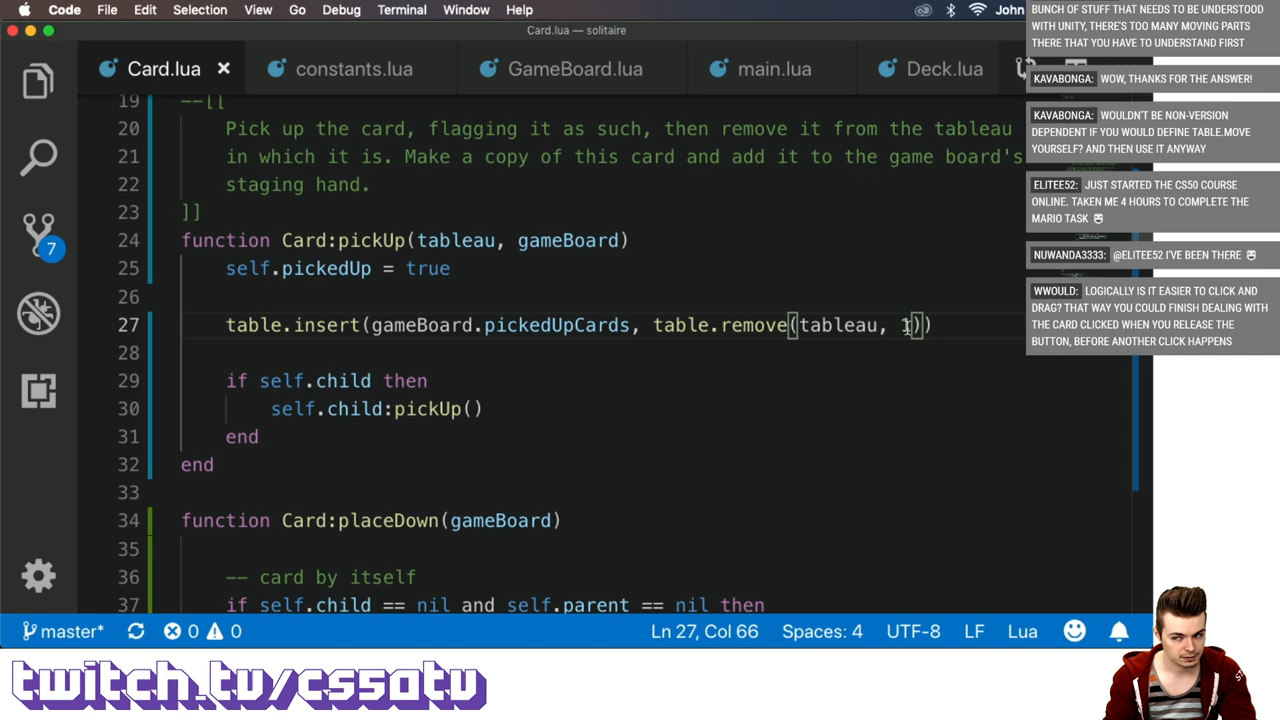 Code File Edit Selection View Go Debug Terminal Window Help John
Card.lua — solitaire
Card.lua constants.lua GameBoard.lua main.lua Deck.lua
19 --[[
20 Pick up the card, flagging it as such, then remove it from the tableau
21 in which it is. Make a copy of this card and add it to the game board's
22 staging hand.
23 ]]
24 function Card:pickUp(tableau, gameBoard)
25 self.pickedUp = true
26
27 table.insert(gameBoard.pickedUpCards, table.remove(tableau, 1))
28
29 if self.child then
30 self.child:pickUp()
31 end
32 end
33
34 function Card:placeDown(gameBoard)
35
36 -- card by itself
37 if self.child == nil and self.parent == nil then
7
master* 0 0 Ln 27, Col 66 Spaces: 4 UTF-8 LF Lua
twitch.tv/cs50tv
BUNCH OF STUFF THAT NEEDS TO BE UNDERSTOOD
WITH UNITY, THERE'S TOO MANY MOVING PARTS
THERE THAT YOU HAVE TO UNDERSTAND FIRST
KAVABONGA: WOW, THANKS FOR THE ANSWER!
KAVABONGA: WOULDN'T BE NON-VERSION
DEPENDENT IF YOU WOULD DEFINE TABLE.MOVE
YOURSELF? AND THEN USE IT ANYWAY
ELITEE52: JUST STARTED THE CS50 COURSE
ONLINE. TAKEN ME 4 HOURS TO COMPLETE THE
MARIO TASK
NUWANDA3333: @ELITEE52 I'VE BEEN THERE
WWOULD: LOGICALLY IS IT EASIER TO CLICK AND
DRAG? THAT WAY YOU COULD FINISH DEALING WITH
THE CARD CLICKED WHEN YOU RELEASE THE
BUTTON, BEFORE ANOTHER CLICK HAPPENS